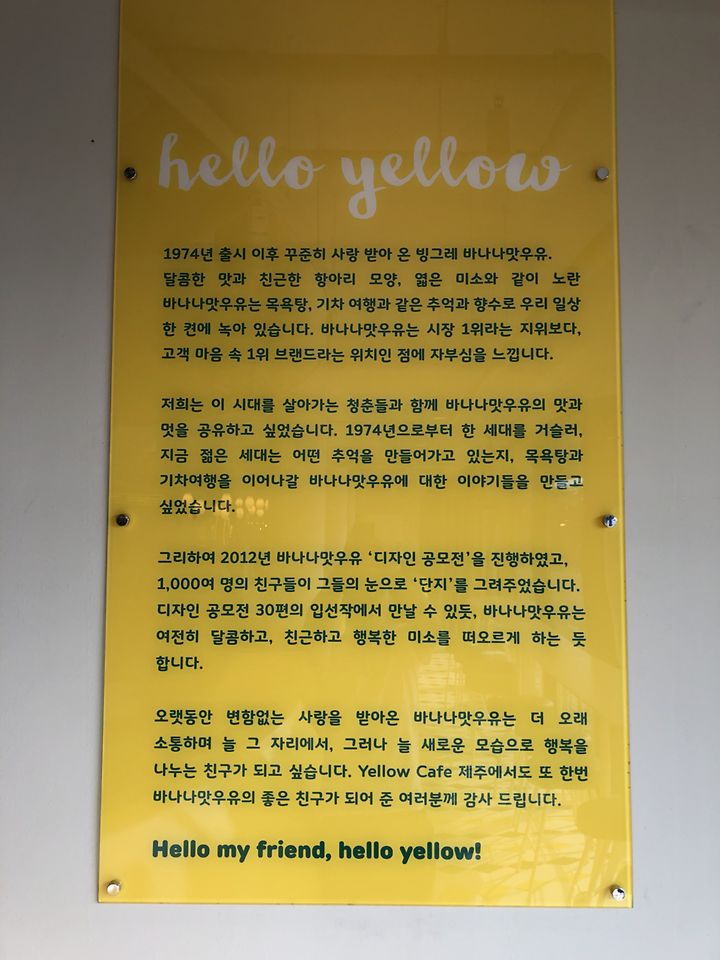 hello yellow
1974년 출시 이후 꾸준히 사랑 받아 온 빙그레 바나나맛우유.
달콤한 맛과 친근한 항아리 모양, 엷은 미소와 같이 노란
바나나맛우유는 목욕탕, 기차 여행과 같은 추억과 향수로 우리 일상
한 켠에 녹아 있습니다. 바나나맛우유는 시장 1위라는 지위보다,
고객 마음 속 1위 브랜드라는 위치인 점에 자부심을 느낍니다.
저희는 이 시대를 살아가는 청춘들과 함께 바나나맛우유의 맛과
멋을 공유하고 싶었습니다. 1974년으로부터 한 세대를 거슬러,
지금 젊은 세대는 어떤 추억을 만들어가고 있는지, 목욕탕과
기차여행을 이어나갈 바나나맛우유에 대한 이야기들을 만들고
싶었습니다.
그리하여 2012년 바나나맛우유 ‘디자인 공모전’을 진행하였고,
1,000여 명의 친구들이 그들의 눈으로 ‘단지’를 그려주었습니다.
디자인 공모전 30편의 입선작에서 만날 수 있듯, 바나나맛우유는
여전히 달콤하고, 친근하고 행복한 미소를 떠오르게 하는 듯
합니다.
오랫동안 변함없는 사랑을 받아온 바나나맛우유는 더 오래
소통하며 늘 그 자리에서, 그러나 늘 새로운 모습으로 행복을
나누는 친구가 되고 싶습니다. Yellow Cafe 제주에서도 또 한번
바나나맛우유의 좋은 친구가 되어 준 여러분께 감사 드립니다.
Hello my friend, hello yellow!